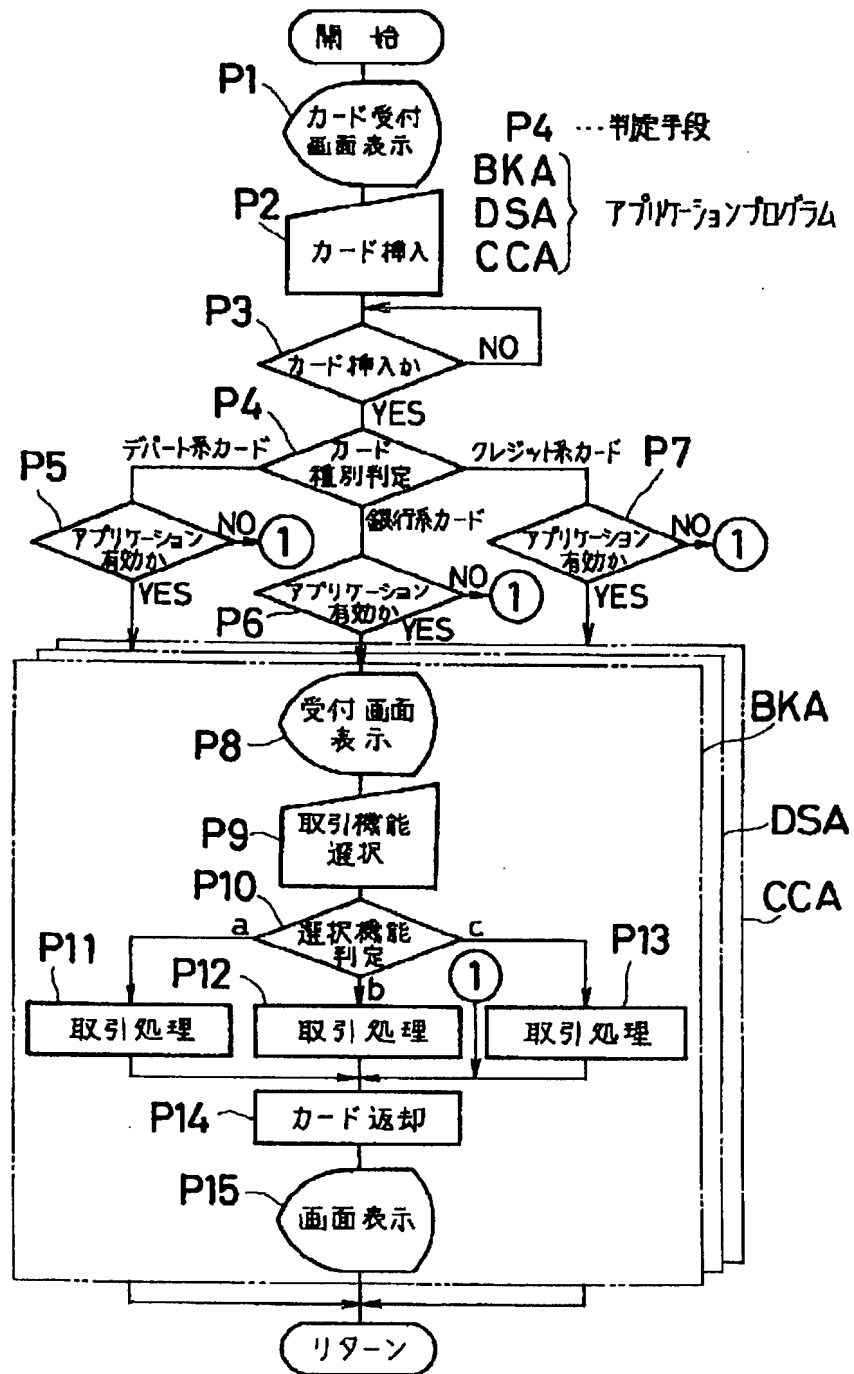 開始
P1
カード受付
画面表示
P4 …判定手段
BKA
DSA
CCA
アプリケーションプログラム
P2
カード挿入
P3
カード挿入か
NO
YES
P4
カード
種別判定
デパート系カード
クレジット系カード
銀行系カード
P5
アプリケーション
有効か
NO
1
YES
P6
アプリケーション
有効か
NO
1
YES
P7
アプリケーション
有効か
NO
1
YES
BKA
DSA
CCA
P8
受付画面
表示
P9
取引機能
選択
P10
選択機能
判定
a
b
c
P11
取引処理
P12
取引処理
1
P13
取引処理
P14
カード返却
P15
画面表示
リターン